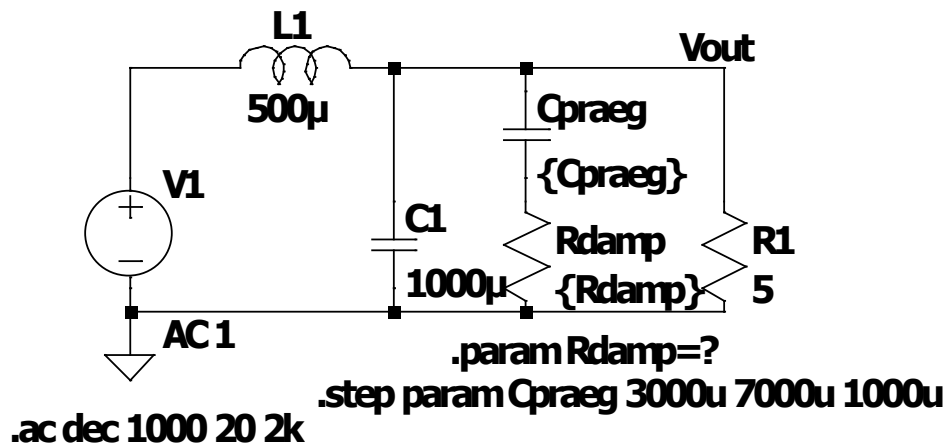 L1
500µ
Vout
Cpraeg
{Cpraeg}
V1
C1
1000µ
Rdamp
{Rdamp}
R1
5
AC 1
.param Rdamp=?
.step param Cpraeg 3000u 7000u 1000u
.ac dec 1000 20 2k